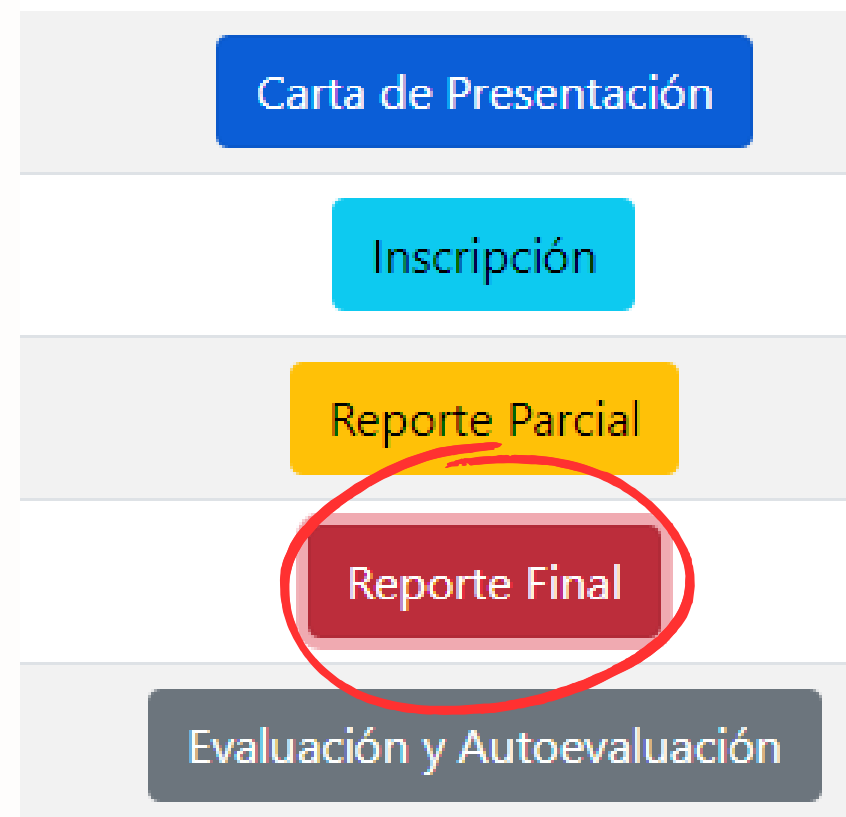 Carta de Presentación
Inscripción
Reporte Parcial
Reporte Final
Evaluación y Autoevaluación